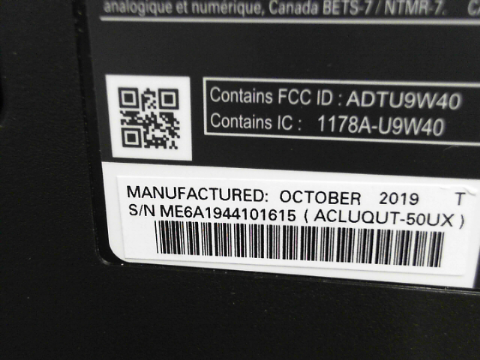 analogique et numérique, Canada BETS-7 / NTMR-7.
Contains FCC ID : ADTU9W40
Contains IC : 1178A-U9W40
MANUFACTURED: OCTOBER 2019 T
S/N ME6A1944101615 ( ACLUQUT-50UX )